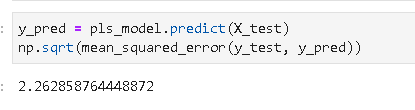 y_pred = pls_model.predict(X_test)
np.sqrt(mean_squared_error(y_test, y_pred))
2.262858764448872